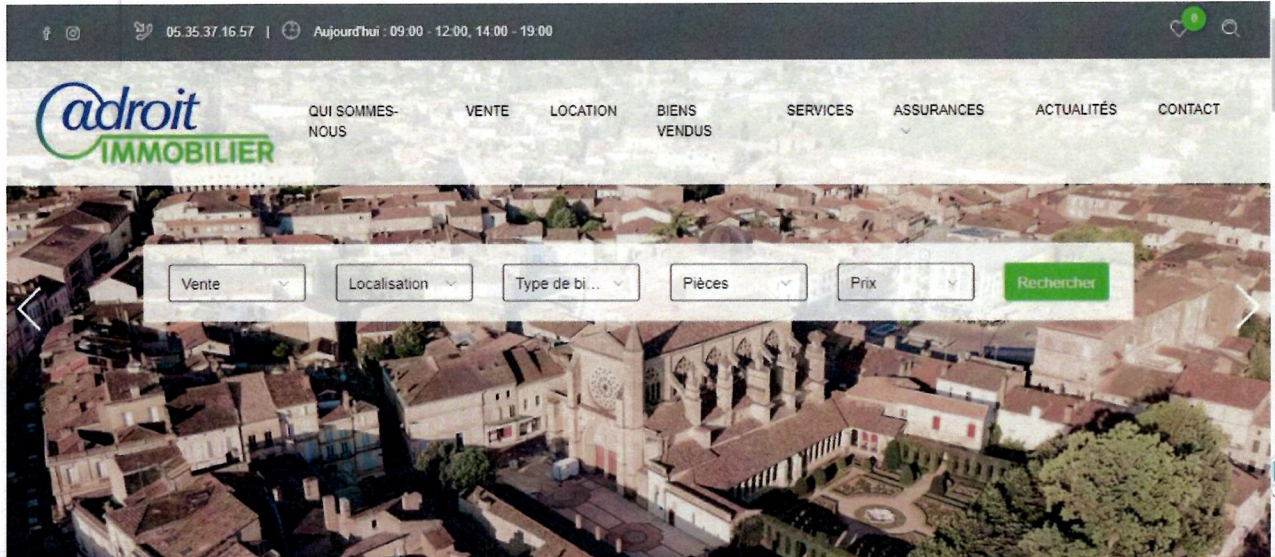 05.35.37.16.57 | Aujourd'hui : 09:00 - 12:00, 14:00 - 19:00
0
@droit
IMMOBILIER
QUI SOMMES-
NOUS
VENTE
LOCATION
BIENS
VENDUS
SERVICES
ASSURANCES
ACTUALITÉS
CONTACT
Vente
Localisation
Type de bi...
Pièces
Prix
Rechercher